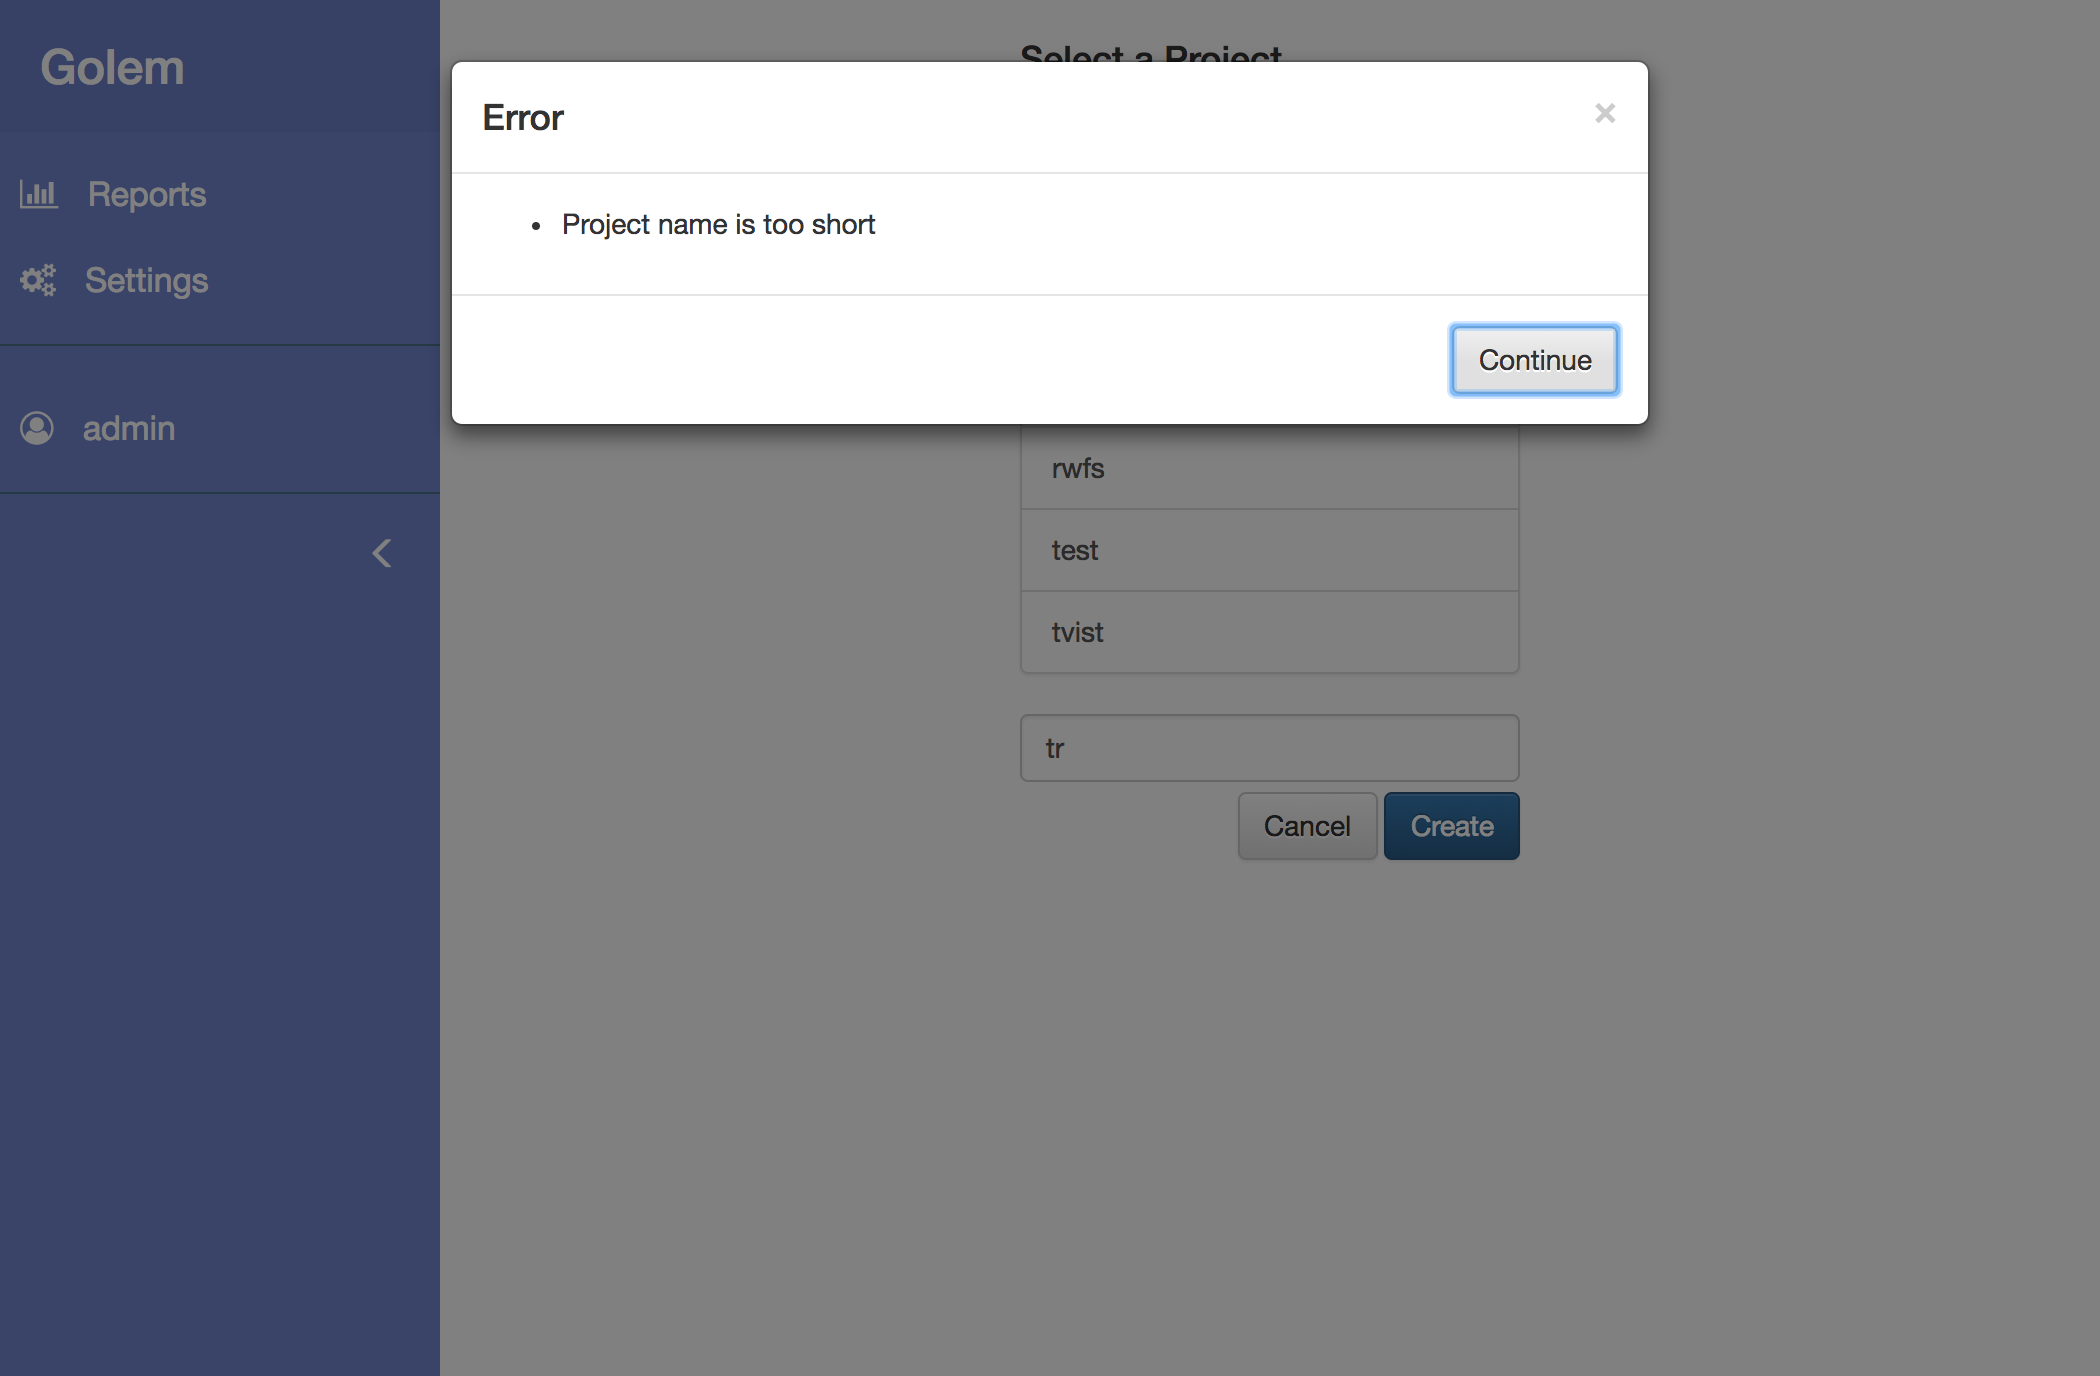 Golem
Reports
Settings
admin
Select a Project
Error
×
Project name is too short
Continue
rwfs
test
tvist
tr
Cancel
Create